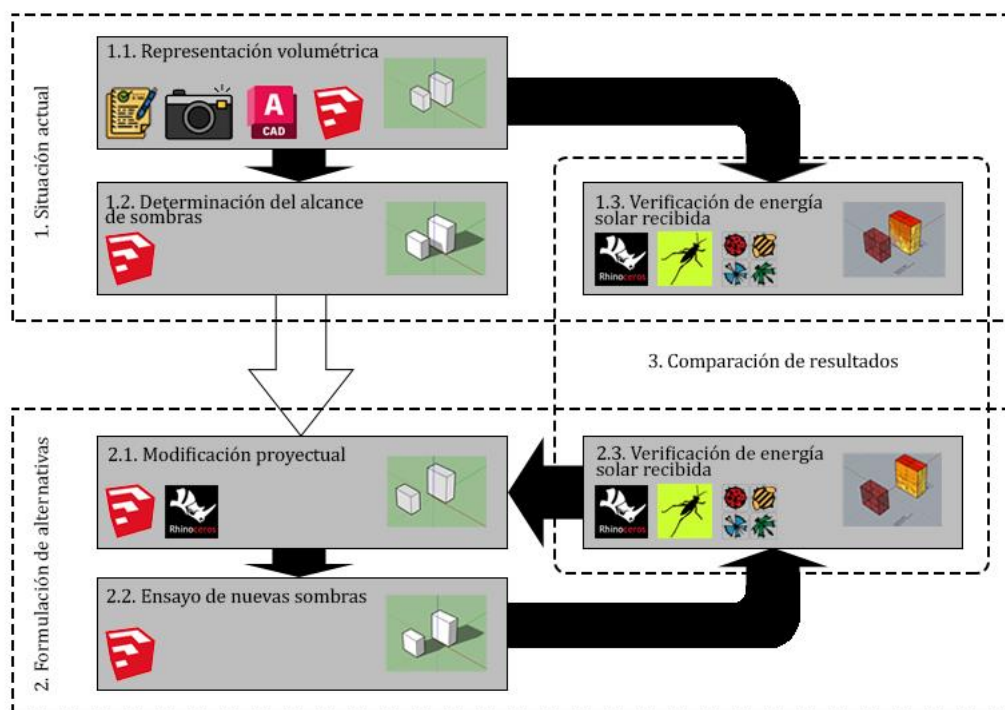 1. Situación actual
1.1. Representación volumétrica
A
CAD
1.2. Determinación del alcance
de sombras
1.3. Verificación de energía
solar recibida
Rhinoceros
3. Comparación de resultados
2. Formulación de alternativas
2.1. Modificación proyectual
Rhinoceros
2.2. Ensayo de nuevas sombras
2.3. Verificación de energía
solar recibida
Rhinoceros